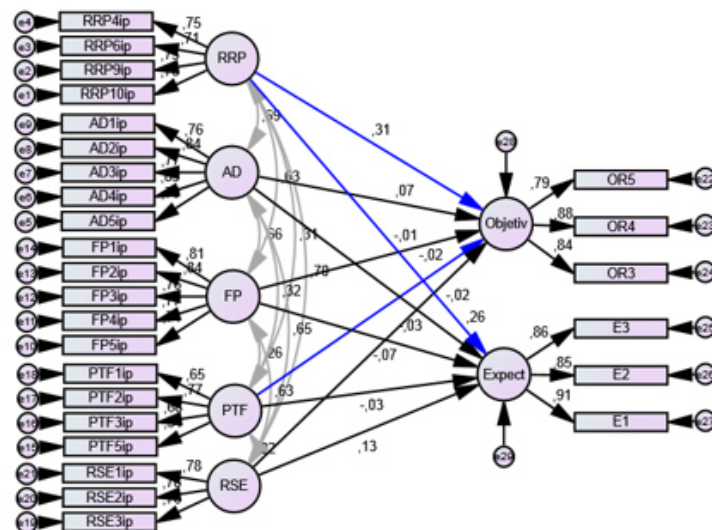 e4 RRP4ip ,75
e3 RRP6ip ,71
e2 RRP9ip
e1 RRP10ip
RRP
e9 AD1ip ,76
e8 AD2ip ,84
e7 AD3ip
e6 AD4ip
e5 AD5ip
AD
e14 FP1ip ,81
e13 FP2ip ,84
e12 FP3ip
e11 FP4ip
e10 FP5ip
FP
e18 PTF1ip ,65
e17 PTF2ip ,77
e16 PTF3ip
e15 PTF5ip
PTF
e21 RSE1ip ,78
e20 RSE2ip
e19 RSE3ip
RSE
,63
,31
,32
,65
,63
,31
,07
-,01
-,02
-,02
,26
-,03
-,07
-,03
,13
e28
Objetiv
,79 OR5 e22
,88 OR4 e23
,84 OR3 e24
Expect
,86 E3 e25
,85 E2 e26
,91 E1 e27
e29